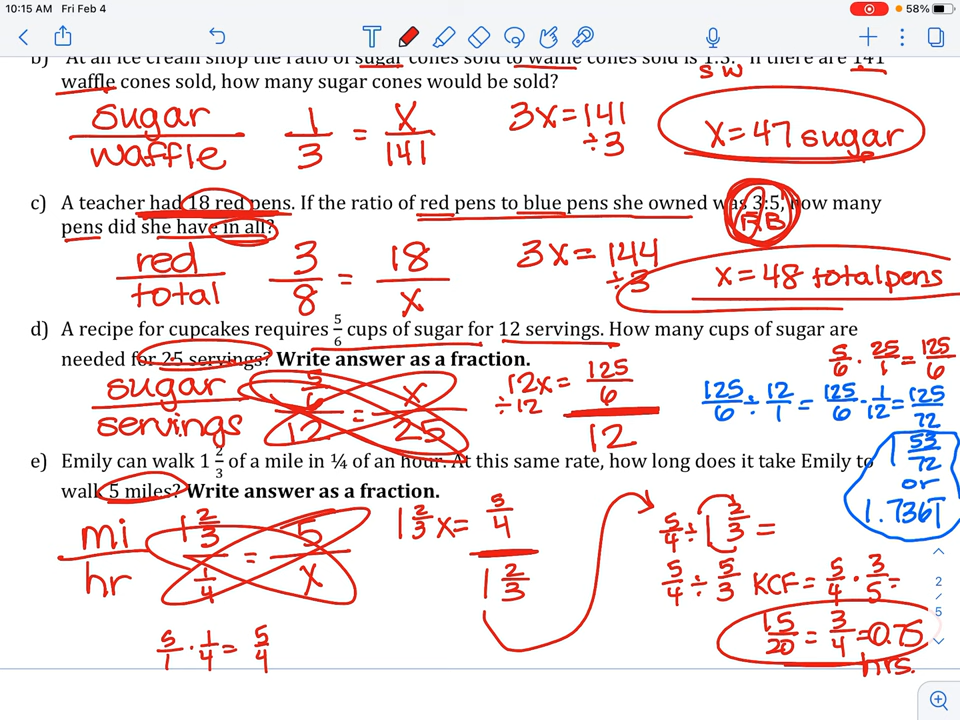 10:15 AM Fri Feb 4
58%
T
b) At an ice cream shop the ratio of sugar cones sold to waffle cones sold is 1:3. If there are 141
S W
waffle cones sold, how many sugar cones would be sold?
sugar/waffle 1/3 = x/141
3x=141
÷3
x=47 sugar
c) A teacher had 18 red pens. If the ratio of red pens to blue pens she owned was 3:5, how many
R B
pens did she have in all?
red/total 3/8 = 18/x
3x=144
÷3
x=48 total pens
d) A recipe for cupcakes requires 5/6 cups of sugar for 12 servings. How many cups of sugar are
needed for 25 servings? Write answer as a fraction.
5/6 · 25/1 = 125/6
sugar/servings 5/6/12 = x/25
12x= 125/6
÷12 12
125/6 ÷ 12/1 = 125/6 · 1/12 = 125/72
1 53/72
or
1.7361
e) Emily can walk 1 2/3 of a mile in ¼ of an hour. At this same rate, how long does it take Emily to
walk 5 miles? Write answer as a fraction.
mi/hr 1 2/3/1/4 = 5/x
1 2/3 x= 5/4
1 2/3
5/4 ÷ 1 2/3 =
5/4 ÷ 5/3 KCF = 5/4 · 3/5 =
15/20 = 3/4 = 0.75
hrs.
5/1 · 1/4 = 5/4
2/5